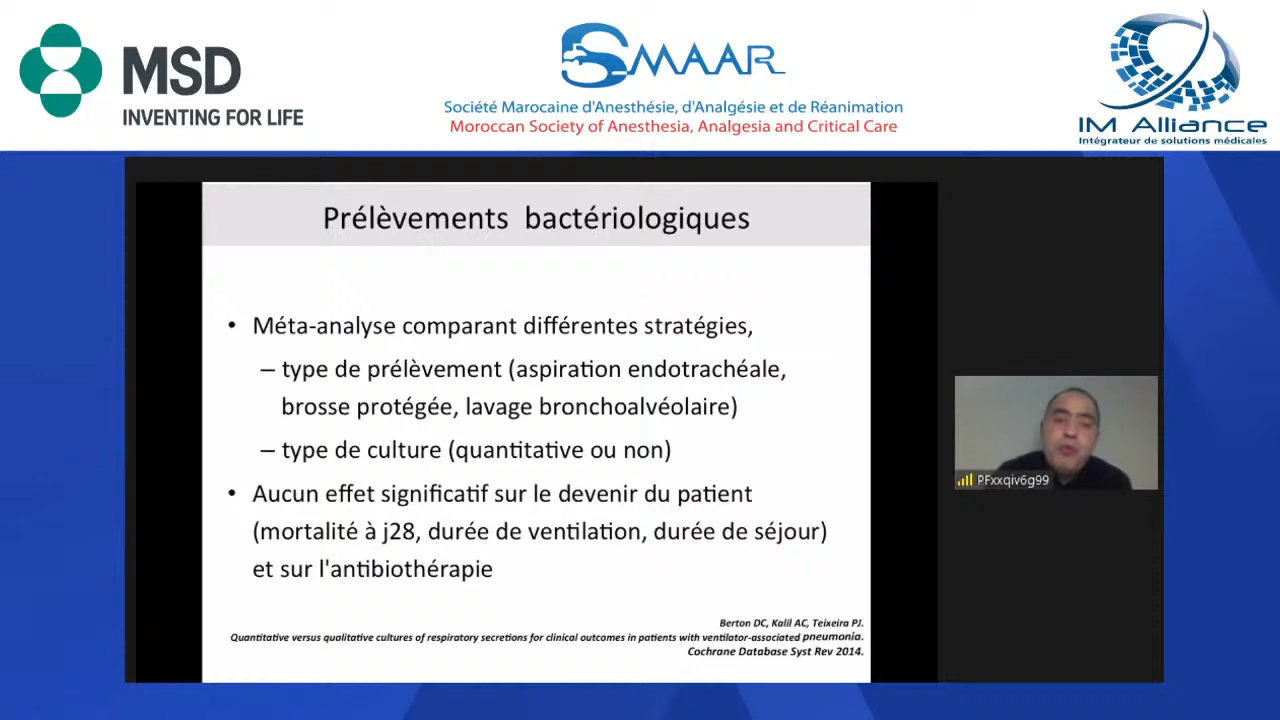 MSD
INVENTING FOR LIFE
SMAAR
Société Marocaine d'Anesthésie, d'Analgésie et de Réanimation
Moroccan Society of Anesthesia, Analgesia and Critical Care
IM Alliance
Intégrateur de solutions médicales
Prélèvements bactériologiques
• Méta-analyse comparant différentes stratégies,
– type de prélèvement (aspiration endotrachéale,
brosse protégée, lavage bronchoalvéolaire)
– type de culture (quantitative ou non)
• Aucun effet significatif sur le devenir du patient
(mortalité à j28, durée de ventilation, durée de séjour)
et sur l'antibiothérapie
Berton DC, Kalil AC, Teixeira PJ.
Quantitative versus qualitative cultures of respiratory secretions for clinical outcomes in patients with ventilator-associated pneumonia.
Cochrane Database Syst Rev 2014.
PFxxqiv6g99